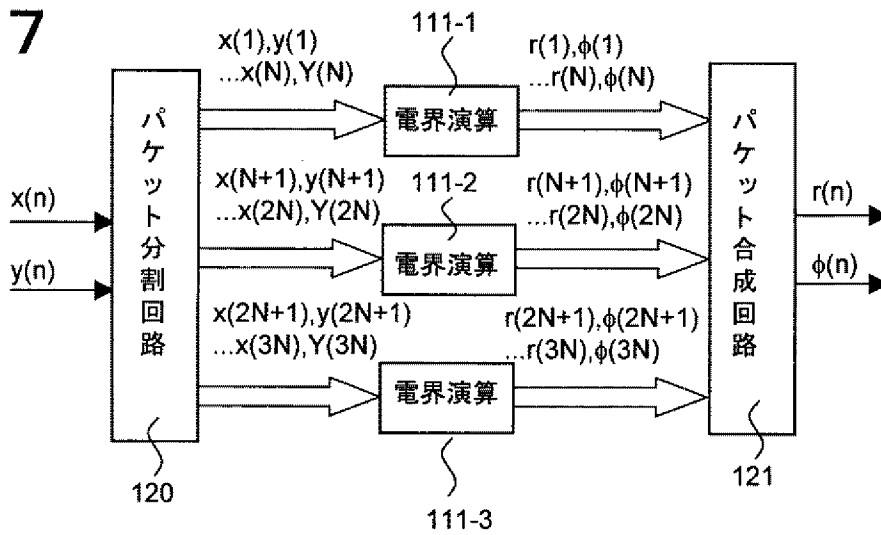 7
111-1
x(1),y(1)
...x(N),Y(N)
r(1),ϕ(1)
...r(N),ϕ(N)
電界演算
x(n)
y(n)
パケット分割回路
x(N+1),y(N+1)
...x(2N),Y(2N)
111-2
r(N+1),ϕ(N+1)
...r(2N),ϕ(2N)
電界演算
パケット合成回路
r(n)
ϕ(n)
x(2N+1),y(2N+1)
...x(3N),Y(3N)
r(2N+1),ϕ(2N+1)
...r(3N),ϕ(3N)
電界演算
120
111-3
121